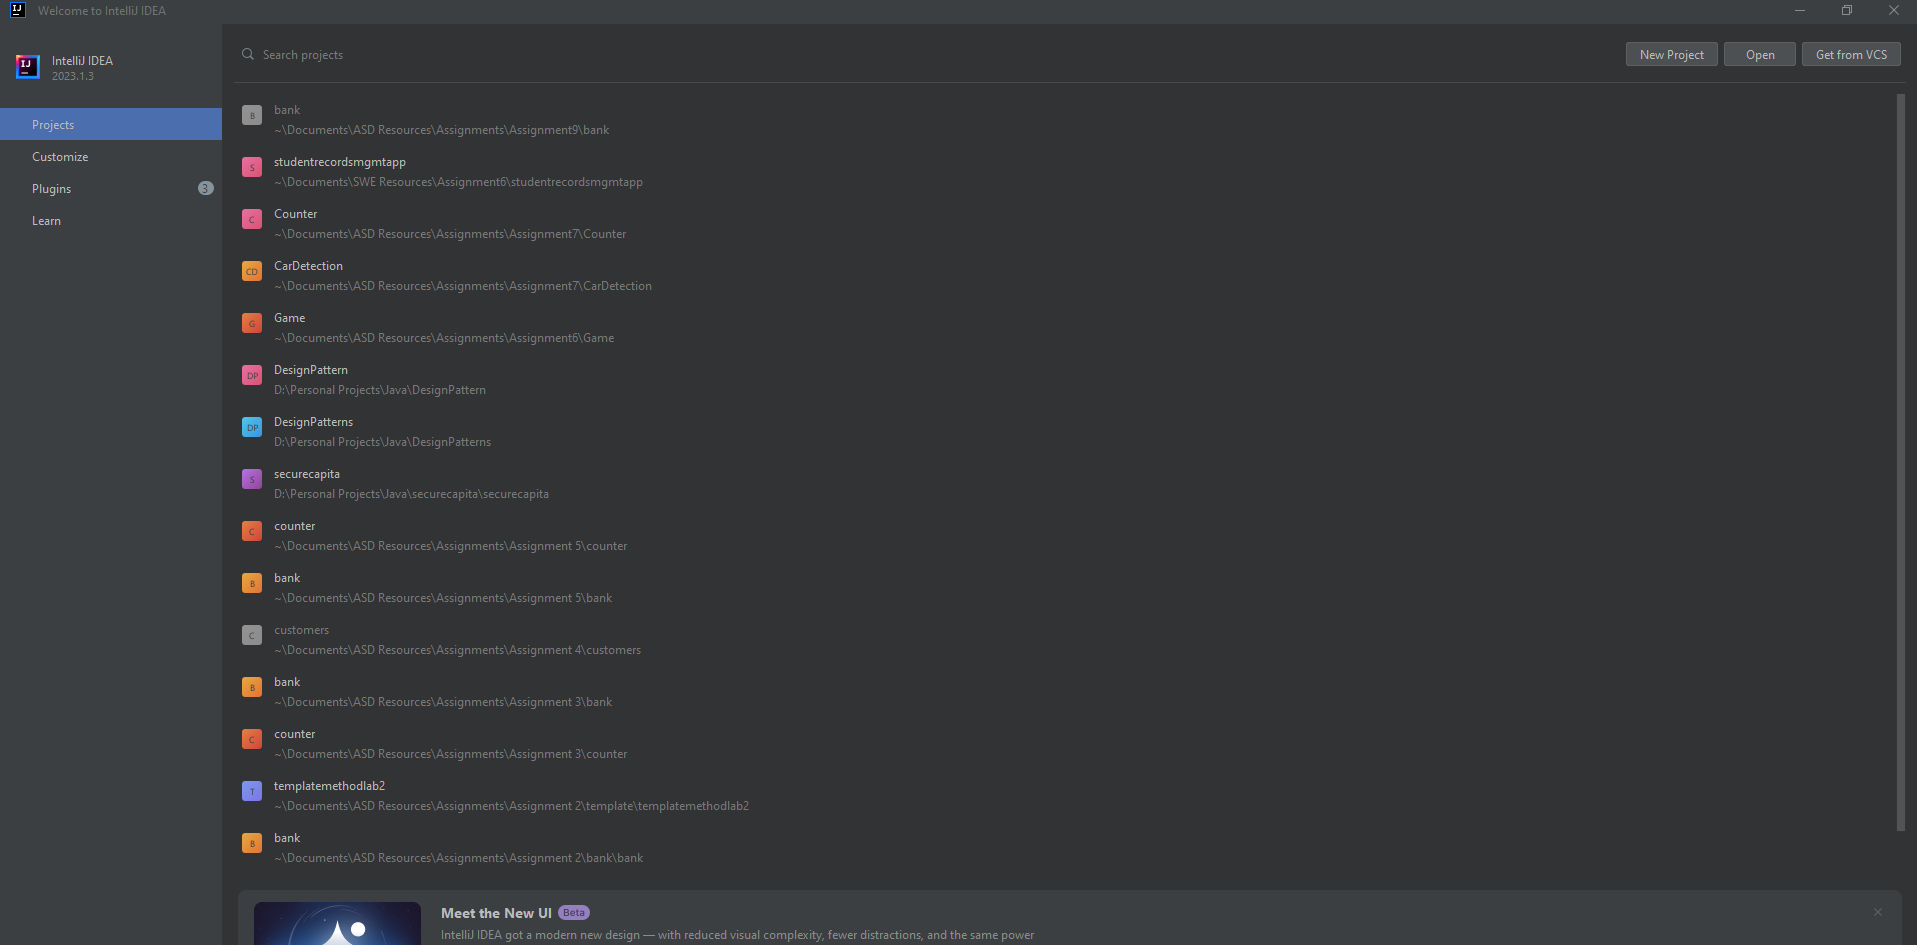 Welcome to IntelliJ IDEA
IntelliJ IDEA
2023.1.3
Projects
Customize
Plugins
3
Learn
Search projects
New Project
Open
Get from VCS
B
bank
~\Documents\ASD Resources\Assignments\Assignment9\bank
S
studentrecordsmgmtapp
~\Documents\SWE Resources\Assignment6\studentrecordsmgmtapp
C
Counter
~\Documents\ASD Resources\Assignments\Assignment7\Counter
CD
CarDetection
~\Documents\ASD Resources\Assignments\Assignment7\CarDetection
G
Game
~\Documents\ASD Resources\Assignments\Assignment6\Game
DP
DesignPattern
D:\Personal Projects\Java\DesignPattern
DP
DesignPatterns
D:\Personal Projects\Java\DesignPatterns
S
securecapita
D:\Personal Projects\Java\securecapita\securecapita
C
counter
~\Documents\ASD Resources\Assignments\Assignment 5\counter
B
bank
~\Documents\ASD Resources\Assignments\Assignment 5\bank
C
customers
~\Documents\ASD Resources\Assignments\Assignment 4\customers
B
bank
~\Documents\ASD Resources\Assignments\Assignment 3\bank
C
counter
~\Documents\ASD Resources\Assignments\Assignment 3\counter
T
templatemethodlab2
~\Documents\ASD Resources\Assignments\Assignment 2\template\templatemethodlab2
B
bank
~\Documents\ASD Resources\Assignments\Assignment 2\bank\bank
Meet the New UI Beta
IntelliJ IDEA got a modern new design — with reduced visual complexity, fewer distractions, and the same power